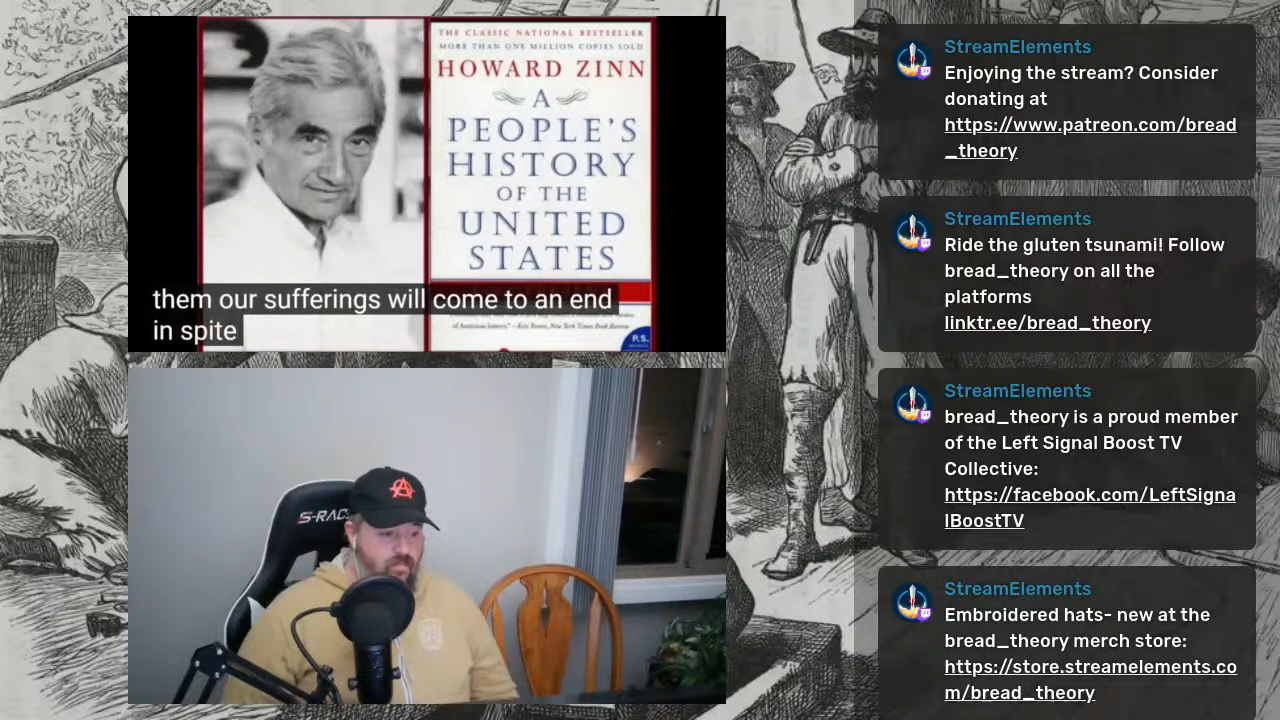 THE CLASSIC NATIONAL BESTSELLER
MORE THAN ONE MILLION COPIES SOLD
HOWARD ZINN
A
PEOPLE'S
HISTORY
OF THE
UNITED
STATES
P.S.
them our sufferings will come to an end
in spite
S-RAC
StreamElements
Enjoying the stream? Consider
donating at
https://www.patreon.com/bread
_theory
StreamElements
Ride the gluten tsunami! Follow
bread_theory on all the
platforms
linktr.ee/bread_theory
StreamElements
bread_theory is a proud member
of the Left Signal Boost TV
Collective:
https://facebook.com/LeftSigna
lBoostTV
StreamElements
Embroidered hats- new at the
bread_theory merch store:
https://store.streamelements.co
m/bread_theory